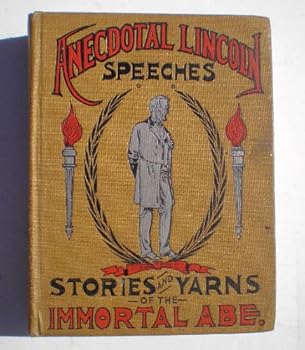 ANECDOTAL LINCOLN
SPEECHES
STORIES AND YARNS
OF THE
IMMORTAL ABE.